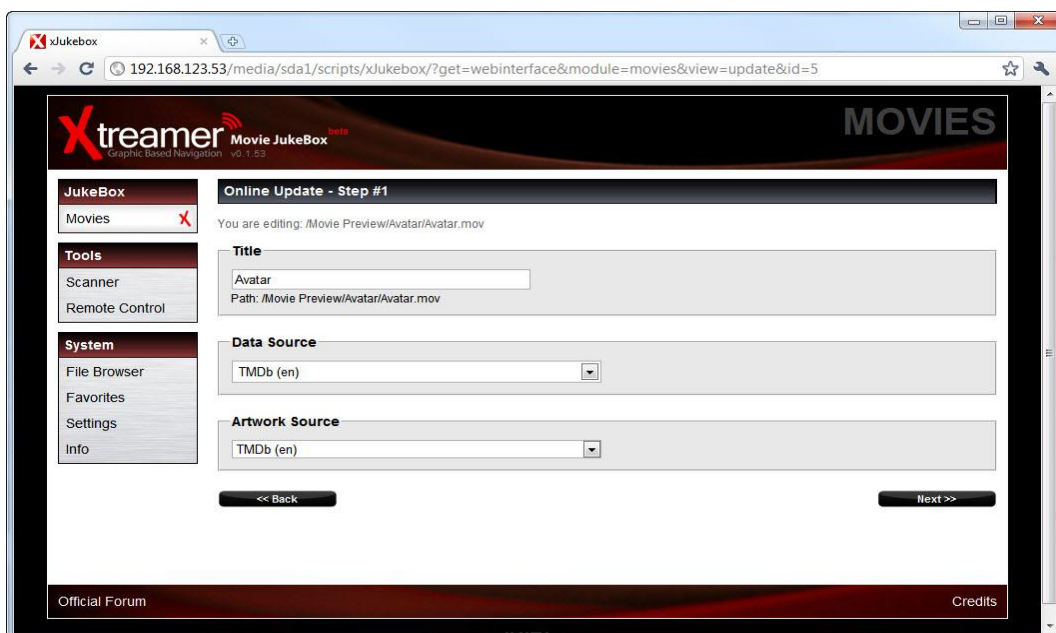 xJukebox
192.168.123.53/media/sda1/scripts/xJukebox/?get=webinterface&module=movies&view=update&id=5
Xtreamer Movie JukeBox beta
Graphic Based Navigation v0.1.53
MOVIES
JukeBox
Movies
Tools
Scanner
Remote Control
System
File Browser
Favorites
Settings
Info
Online Update - Step #1
You are editing: /Movie Preview/Avatar/Avatar.mov
Title
Avatar
Path: /Movie Preview/Avatar/Avatar.mov
Data Source
TMDb (en)
Artwork Source
TMDb (en)
<< Back
Next >>
Official Forum
Credits